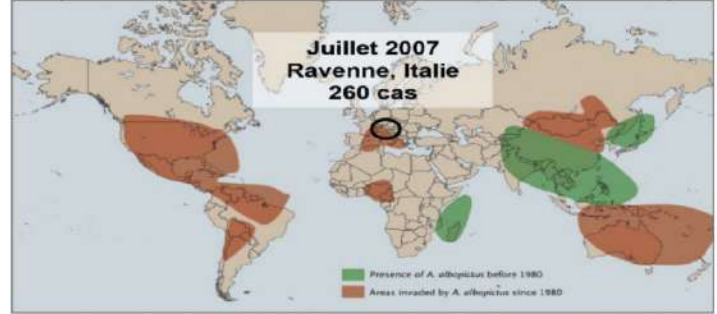 Juillet 2007
Ravenne, Italie
260 cas
Presence of A. albopictus before 1980
Areas invaded by A. albopictus since 1980